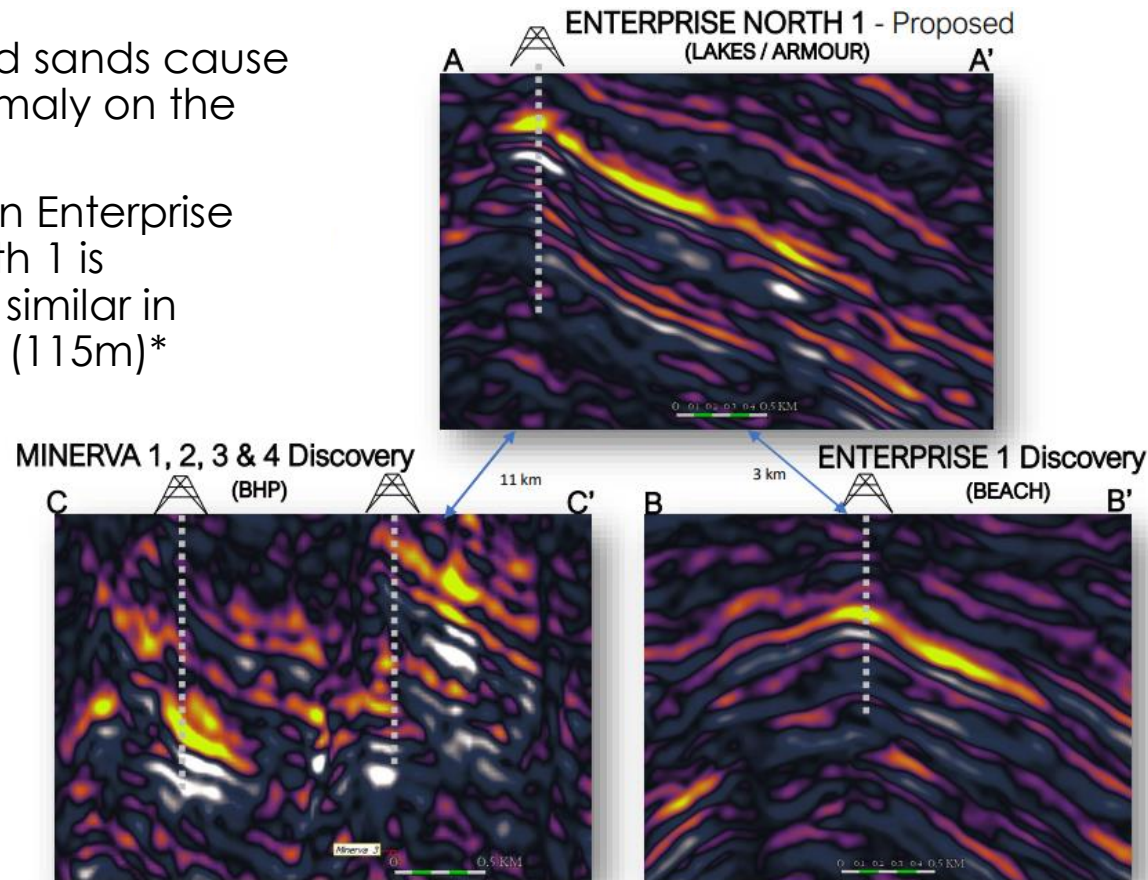 d sands cause
maly on the
n Enterprise
th 1 is
similar in
(115m)*
ENTERPRISE NORTH 1 - Proposed
(LAKES / ARMOUR)
A A'
0 0.1 0.2 0.3 0.4 0.5 KM
11 km
3 km
MINERVA 1, 2, 3 & 4 Discovery
(BHP)
C C'
Minerva 3
0 0.5 KM
ENTERPRISE 1 Discovery
(BEACH)
B B'
0 0.1 0.2 0.3 0.4 0.5 KM